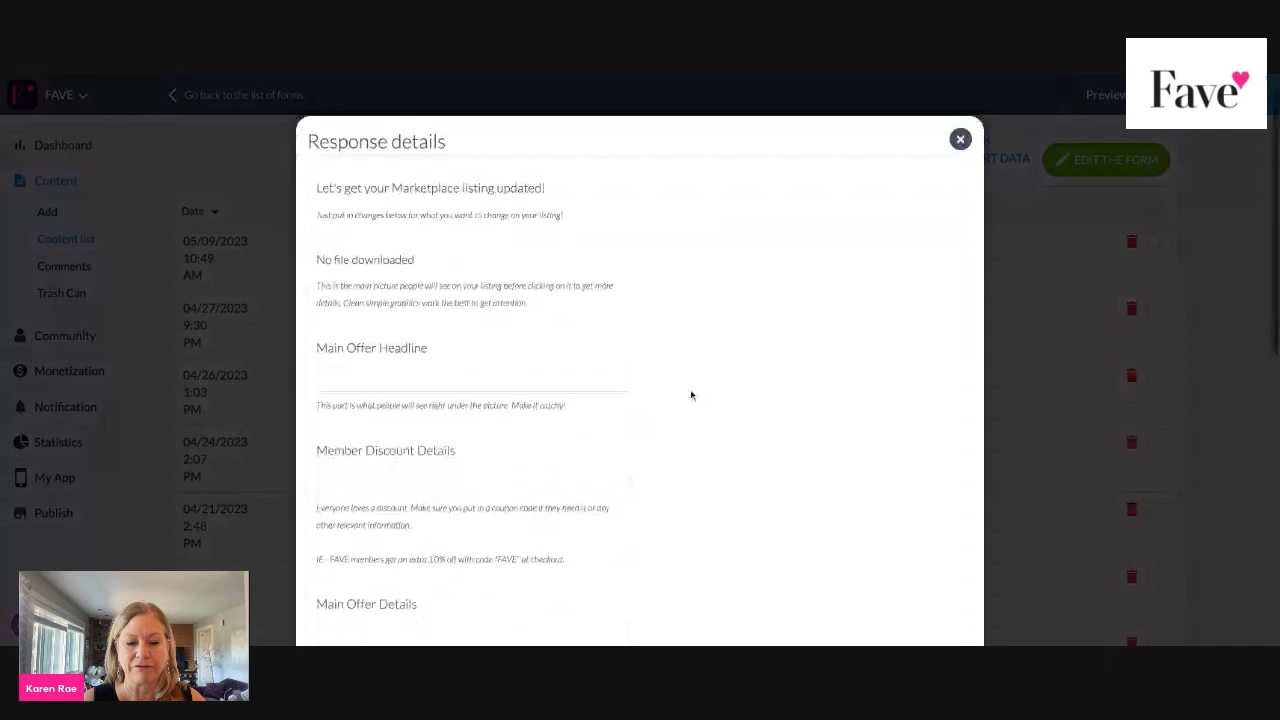 Fave
FAVE
Go back to the list of forms
Preview
Dashboard
Content
Add
Content list
Comments
Trash Can
Community
Monetization
Notification
Statistics
My App
Publish
Date
05/09/2023
10:49
AM
04/27/2023
9:30
PM
04/26/2023
1:03
PM
04/24/2023
2:07
PM
04/21/2023
2:48
PM
RT DATA
EDIT THE FORM
Response details
Let's get your Marketplace listing updated!
Just put in changes below for what you want to change on your listing!
No file downloaded
This is the main picture people will see on your listing before clicking on it to get more
details. Clean simple graphics work the best to get attention.
Main Offer Headline
This part is what people will see right under the picture. Make it catchy!
Member Discount Details
Everyone loves a discount. Make sure you put in a coupon code if they need is or any
other relevant information.
IE - FAVE members get an extra 10% off with code "FAVE" at checkout.
Main Offer Details
Karen Rae